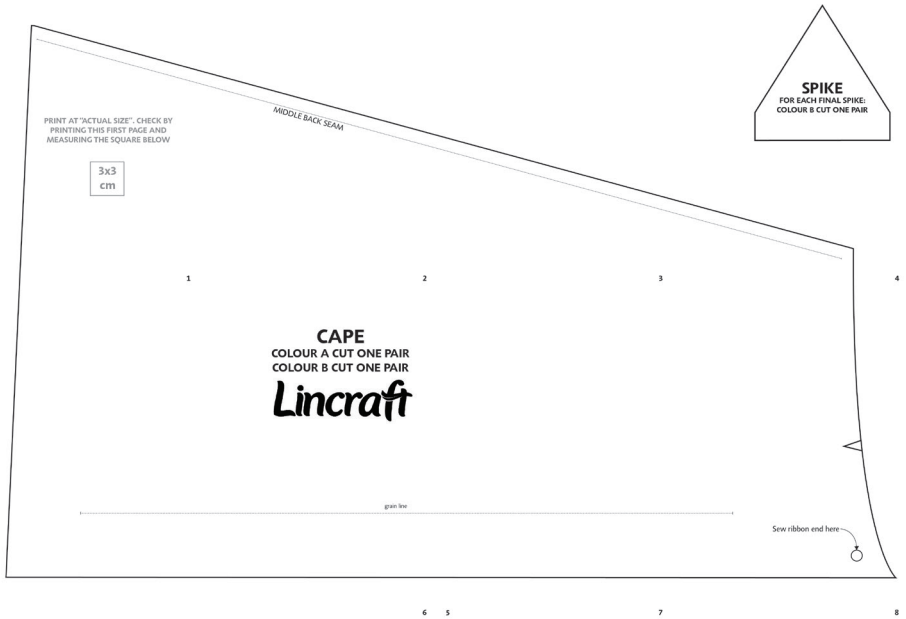 SPIKE
FOR EACH FINAL SPIKE:
COLOUR B CUT ONE PAIR
MIDDLE BACK SEAM
PRINT AT "ACTUAL SIZE". CHECK BY
PRINTING THIS FIRST PAGE AND
MEASURING THE SQUARE BELOW
3x3
cm
1
2
3
4
CAPE
COLOUR A CUT ONE PAIR
COLOUR B CUT ONE PAIR
Lincraft
grain line
Sew ribbon end here
6
5
7
8